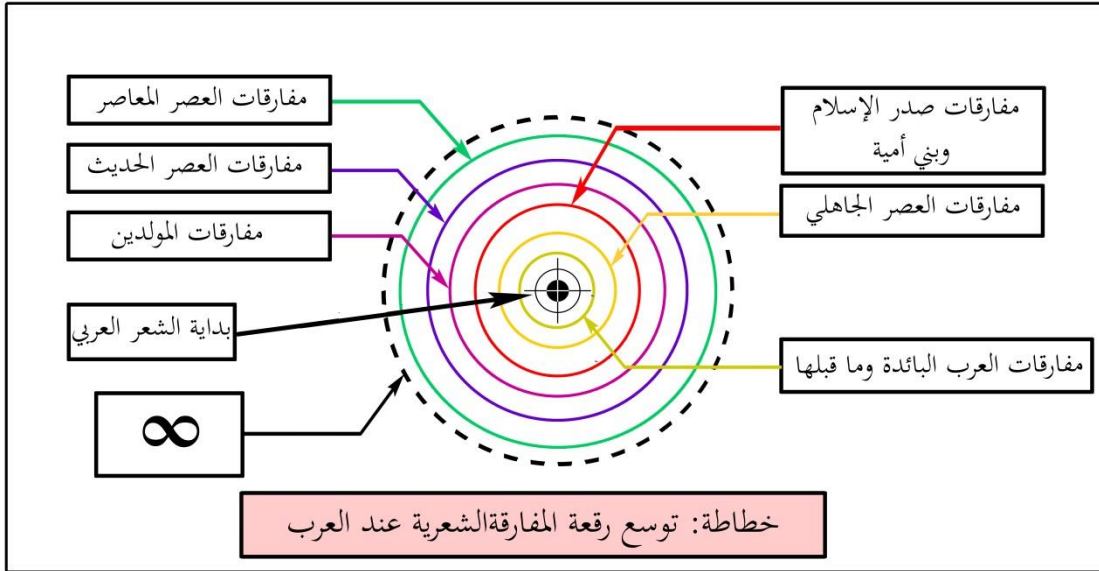 مفارقات صدر الإسلام
وبني أمية
مفارقات العصر الجاهلي
مفارقات العرب البائدة وما قبلها
مفارقات العصر المعاصر
مفارقات العصر الحديث
مفارقات المولدين
بداية الشعر العربي
∞
خطاطة: توسع رقعة المفارقةالشعرية عند العرب